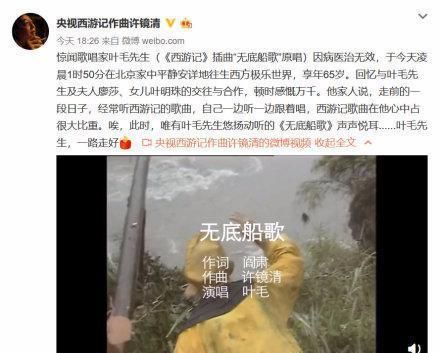 央视西游记作曲许镜清
今天 18:26 来自 微博 weibo.com
惊闻歌唱家叶毛先生（《西游记》插曲“无底船歌”原唱）因病医治无效，于今天凌
晨1时50分在北京家中平静安详地往生西方极乐世界，享年65岁。回忆与叶毛先
生及夫人廖莎、女儿叶明珠的交往与合作，顿时感慨万千。他家人说，走前的一
段日子，经常听西游记的歌曲，自己一边听一边跟着唱，西游记歌曲在他心中占
很大比重。唉，此时，唯有叶毛先生悠扬动听的《无底船歌》声声悦耳......叶毛先
生，一路走好 央视西游记作曲许镜清的微博视频 收起全文
无底船歌
作词 阎肃
作曲 许镜清
演唱 叶毛